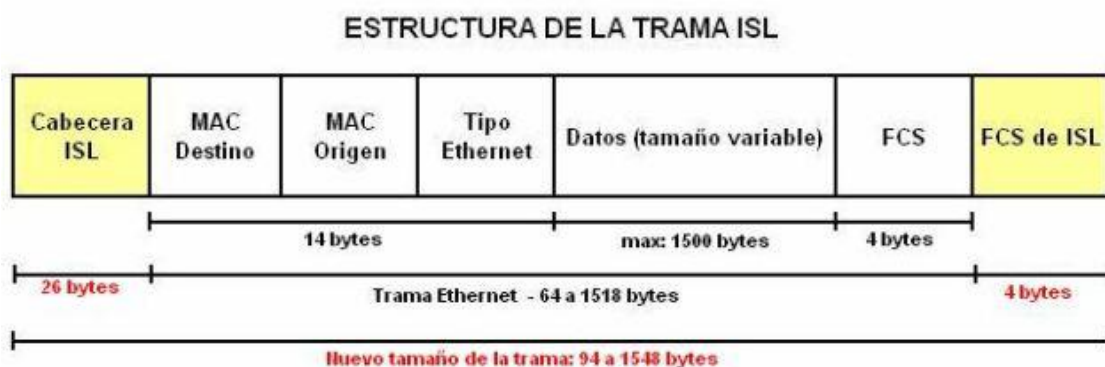 ESTRUCTURA DE LA TRAMA ISL
Cabecera
ISL
MAC
Destino
MAC
Origen
Tipo
Ethernet
Datos (tamaño variable)
FCS
FCS de ISL
14 bytes
max: 1500 bytes
4 bytes
26 bytes
Trama Ethernet - 64 a 1518 bytes
4 bytes
Nuevo tamaño de la trama: 94 a 1548 bytes